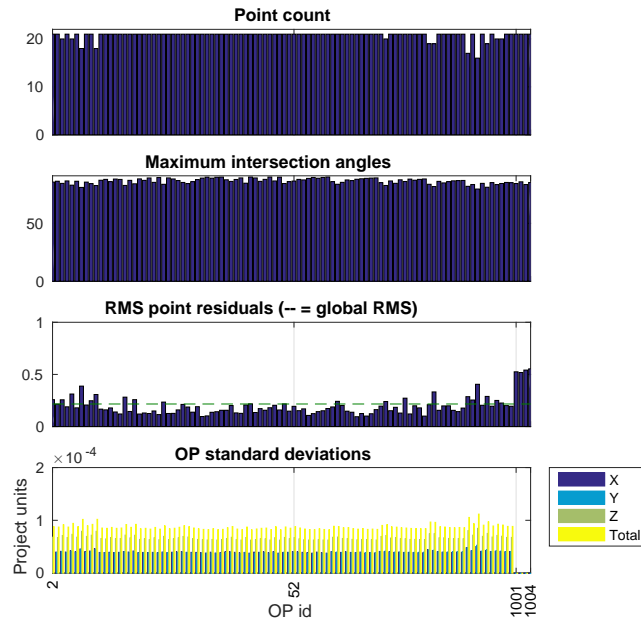 Point count
20
10
0
Maximum intersection angles
50
0
RMS point residuals (-- = global RMS)
1
0.5
0
× 10^-4
OP standard deviations
2
1
0
Project units
2
52
1001
1004
OP id
X
Y
Z
Total